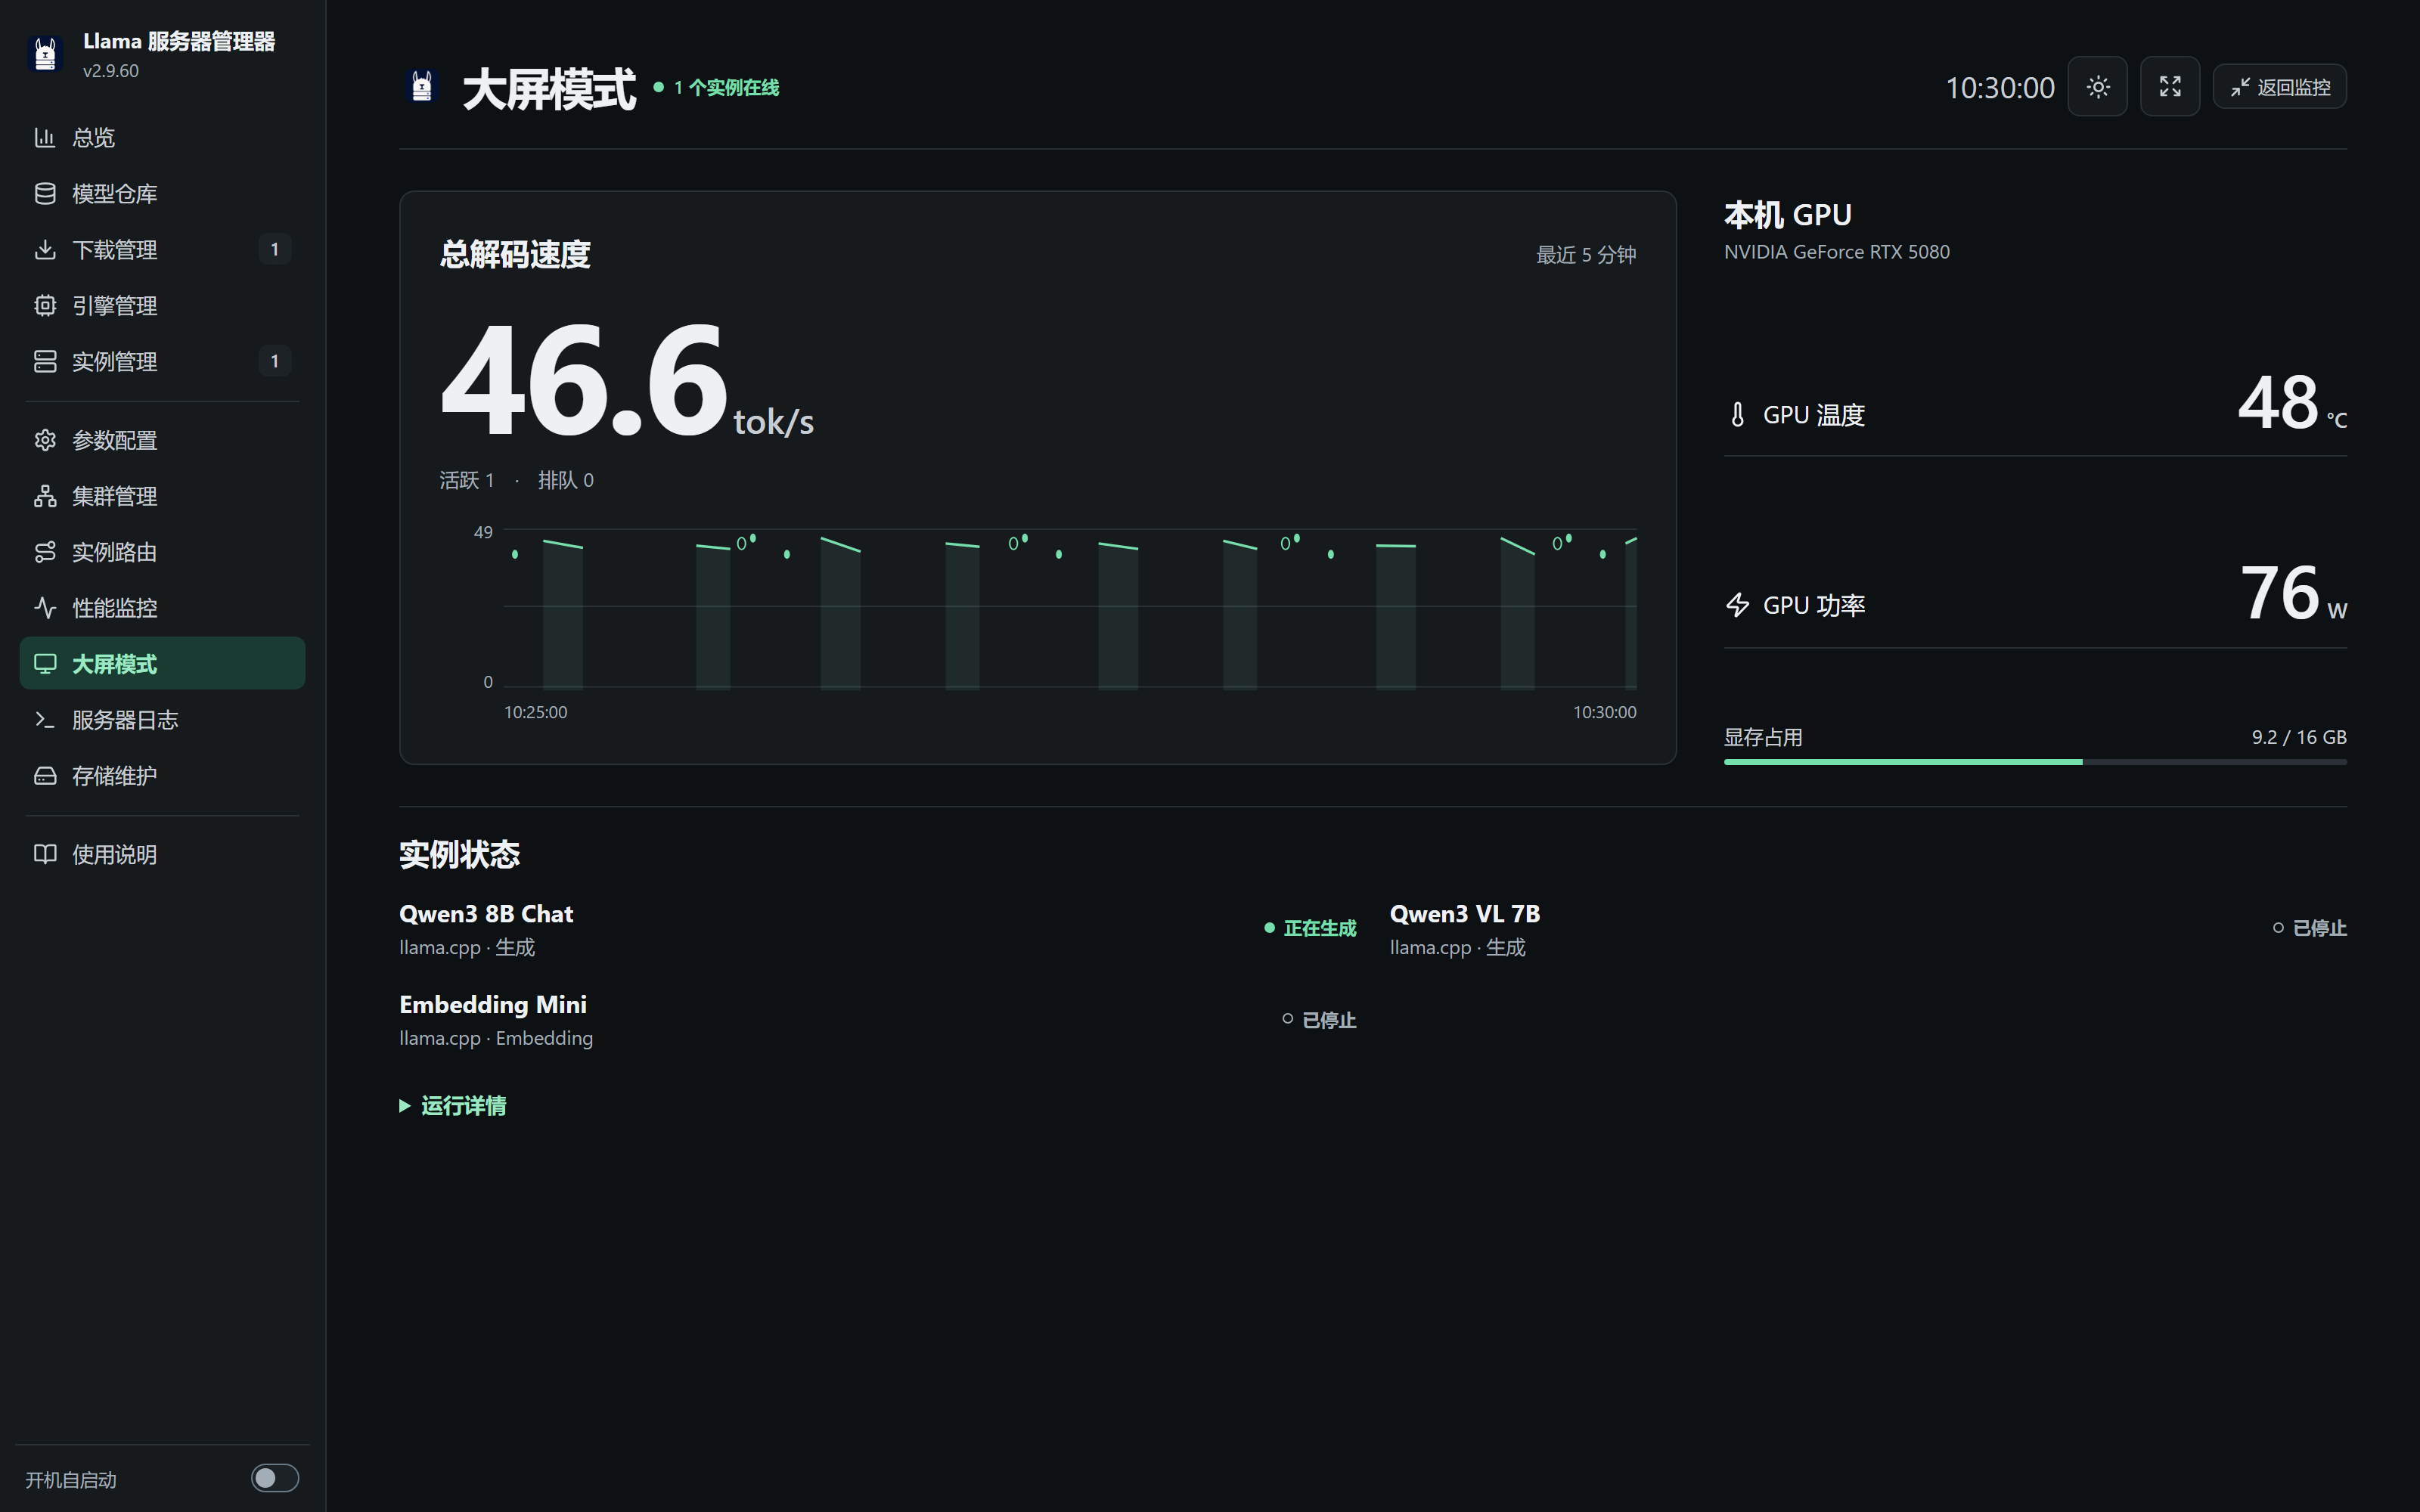 Llama 服务器管理器
v2.9.60
总览
模型仓库
下载管理 1
引擎管理
实例管理 1
参数配置
集群管理
实例路由
性能监控
大屏模式
服务器日志
存储维护
使用说明
开机自启动
大屏模式 1 个实例在线
10:30:00 返回监控
总解码速度 最近 5 分钟
46.6 tok/s
活跃 1 · 排队 0
49
0
10:25:00 10:30:00
本机 GPU
NVIDIA GeForce RTX 5080
GPU 温度 48 °C
GPU 功率 76 W
显存占用 9.2 / 16 GB
实例状态
Qwen3 8B Chat
llama.cpp · 生成
正在生成
Qwen3 VL 7B
llama.cpp · 生成
已停止
Embedding Mini
llama.cpp · Embedding
已停止
运行详情